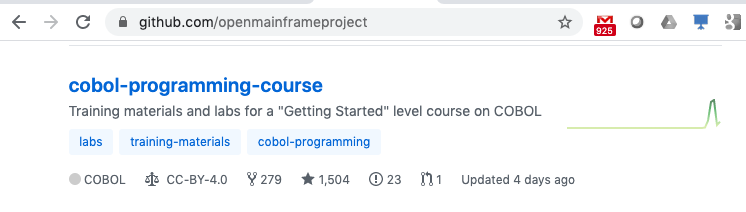 github.com/openmainframeproject
925
cobol-programming-course
Training materials and labs for a "Getting Started" level course on COBOL
labs training-materials cobol-programming
COBOL CC-BY-4.0 279 1,504 23 1 Updated 4 days ago